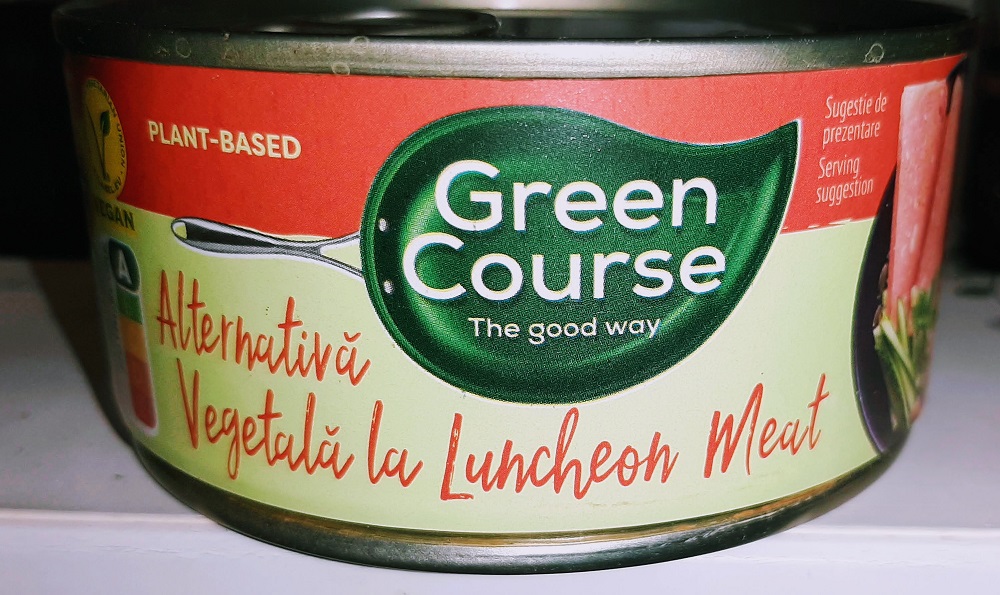 PLANT-BASED
VEGAN
A
Green
Course
The good way
Sugestie de
prezentare
Serving
suggestion
Alternativă
Vegetală la Luncheon Meat